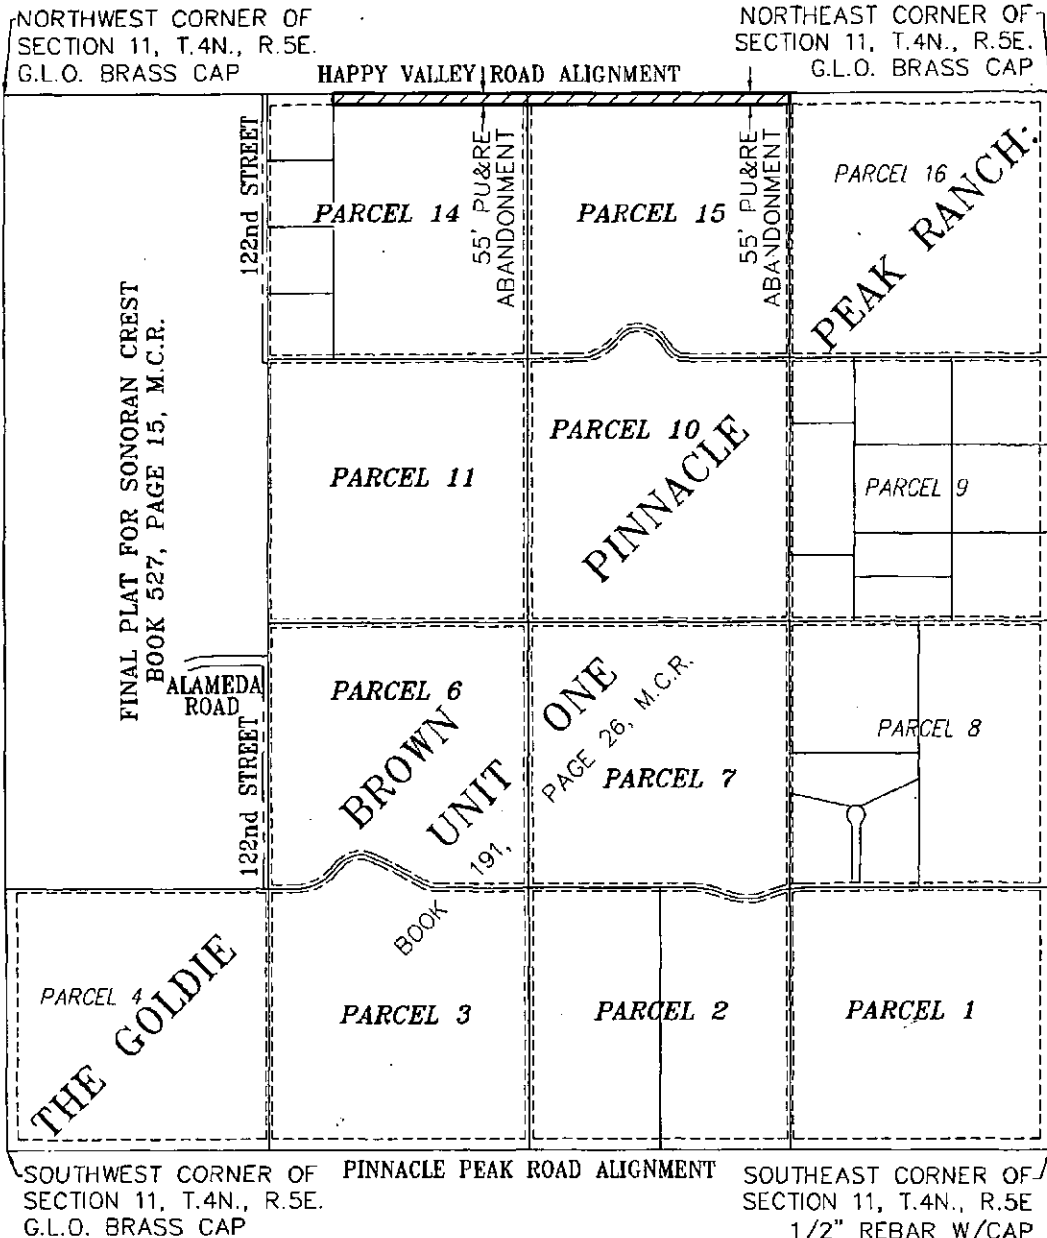 NORTHWEST CORNER OF
SECTION 11, T.4N., R.5E.
G.L.O. BRASS CAP
NORTHEAST CORNER OF
SECTION 11, T.4N., R.5E.
G.L.O. BRASS CAP
HAPPY VALLEY ROAD ALIGNMENT
122nd STREET
PARCEL 14
55' PU&RE
ABANDONMENT
PARCEL 15
55' PU&RE
ABANDONMENT
PARCEL 16
PEAK RANCH:
FINAL PLAT FOR SONORAN CREST
BOOK 527, PAGE 15, M.C.R.
PARCEL 11
PARCEL 10
PINNACLE
PARCEL 9
ALAMEDA
ROAD
122nd STREET
PARCEL 6
BROWN
UNIT ONE
BOOK 191, PAGE 26, M.C.R.
PARCEL 7
PARCEL 8
PARCEL 4
THE GOLDIE
PARCEL 3
PARCEL 2
PARCEL 1
SOUTHWEST CORNER OF
SECTION 11, T.4N., R.5E.
G.L.O. BRASS CAP
PINNACLE PEAK ROAD ALIGNMENT
SOUTHEAST CORNER OF
SECTION 11, T.4N., R.5E
1/2" REBAR W/CAP